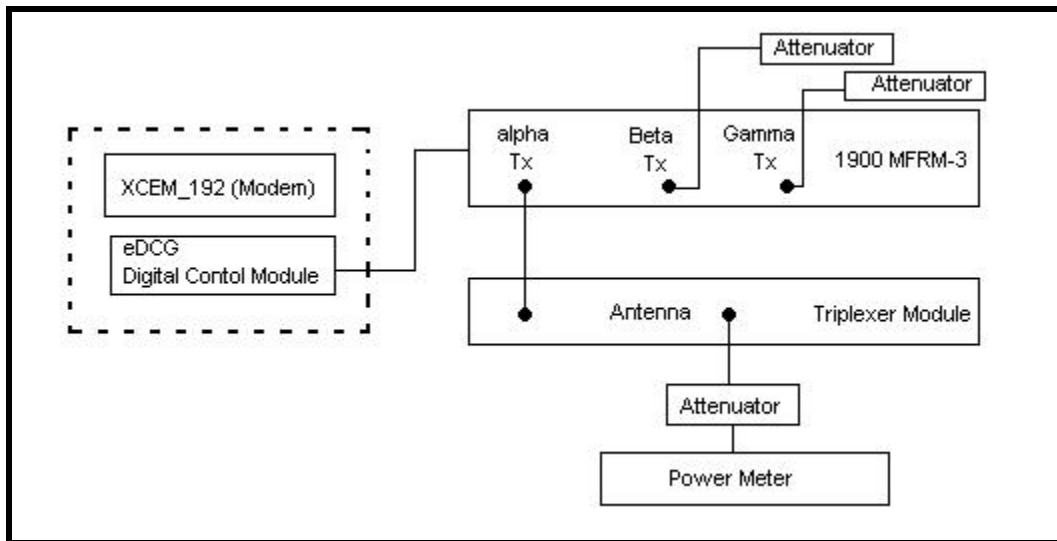 Attenuator
Attenuator
alpha
Tx
Beta
Tx
Gamma
Tx
1900 MFRM-3
XCEM_192 (Modem)
eDCG
Digital Contol Module
Antenna
Triplexer Module
Attenuator
Power Meter